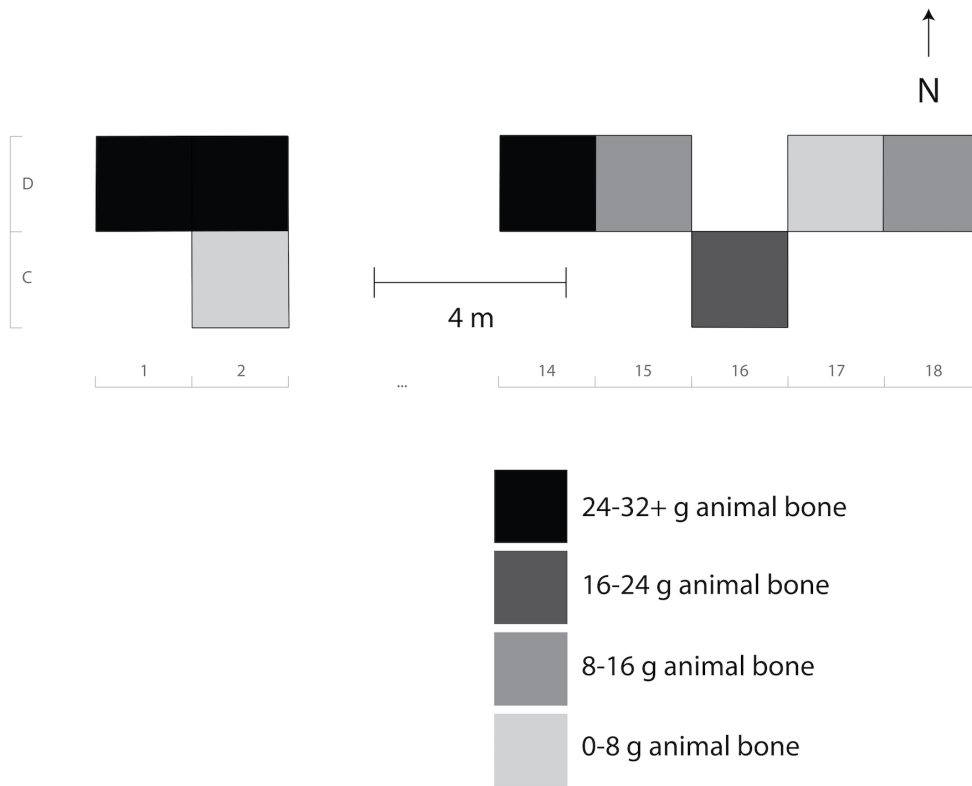 N
D
C
4 m
1 2 ... 14 15 16 17 18
24-32+ g animal bone
16-24 g animal bone
8-16 g animal bone
0-8 g animal bone